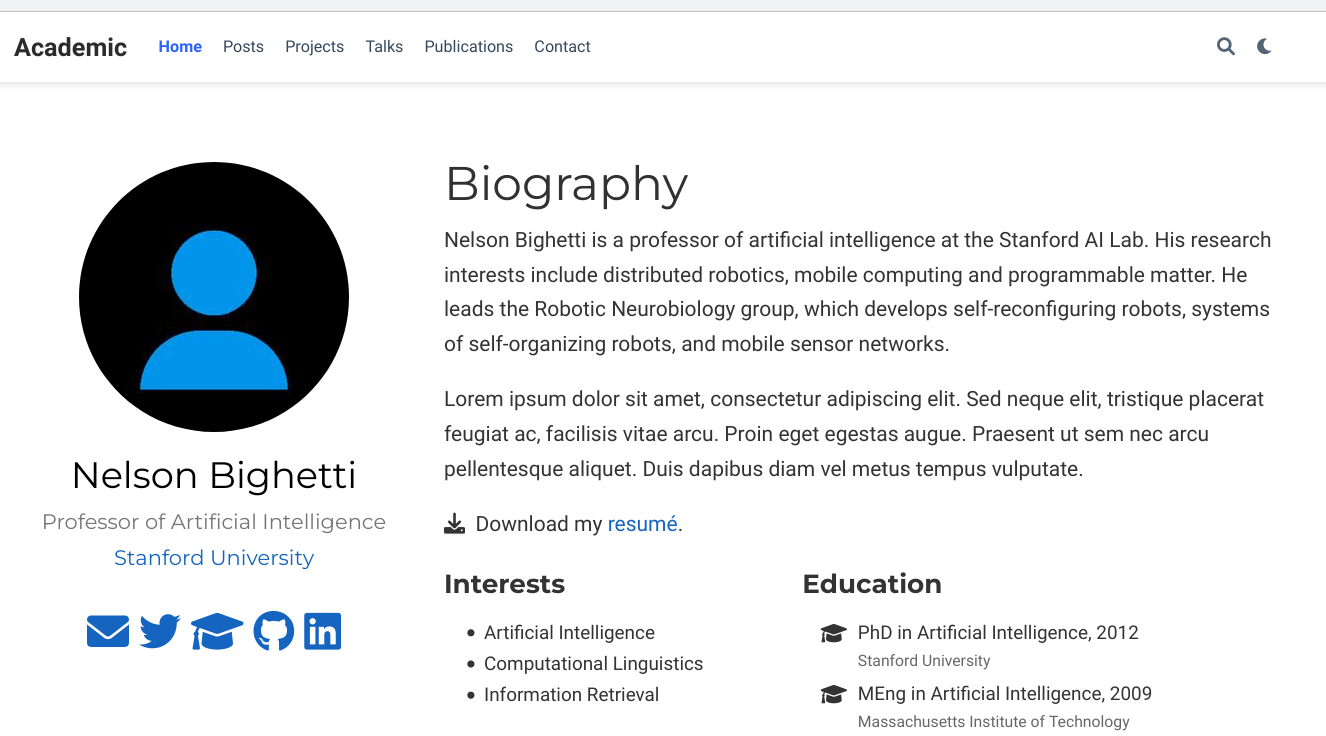 Academic Home Posts Projects Talks Publications Contact
Nelson Bighetti
Professor of Artificial Intelligence
Stanford University
Biography
Nelson Bighetti is a professor of artificial intelligence at the Stanford AI Lab. His research
interests include distributed robotics, mobile computing and programmable matter. He
leads the Robotic Neurobiology group, which develops self-reconfiguring robots, systems
of self-organizing robots, and mobile sensor networks.
Lorem ipsum dolor sit amet, consectetur adipiscing elit. Sed neque elit, tristique placerat
feugiat ac, facilisis vitae arcu. Proin eget egestas augue. Praesent ut sem nec arcu
pellentesque aliquet. Duis dapibus diam vel metus tempus vulputate.
Download my resumé.
Interests
Artificial Intelligence
Computational Linguistics
Information Retrieval
Education
PhD in Artificial Intelligence, 2012
Stanford University
MEng in Artificial Intelligence, 2009
Massachusetts Institute of Technology